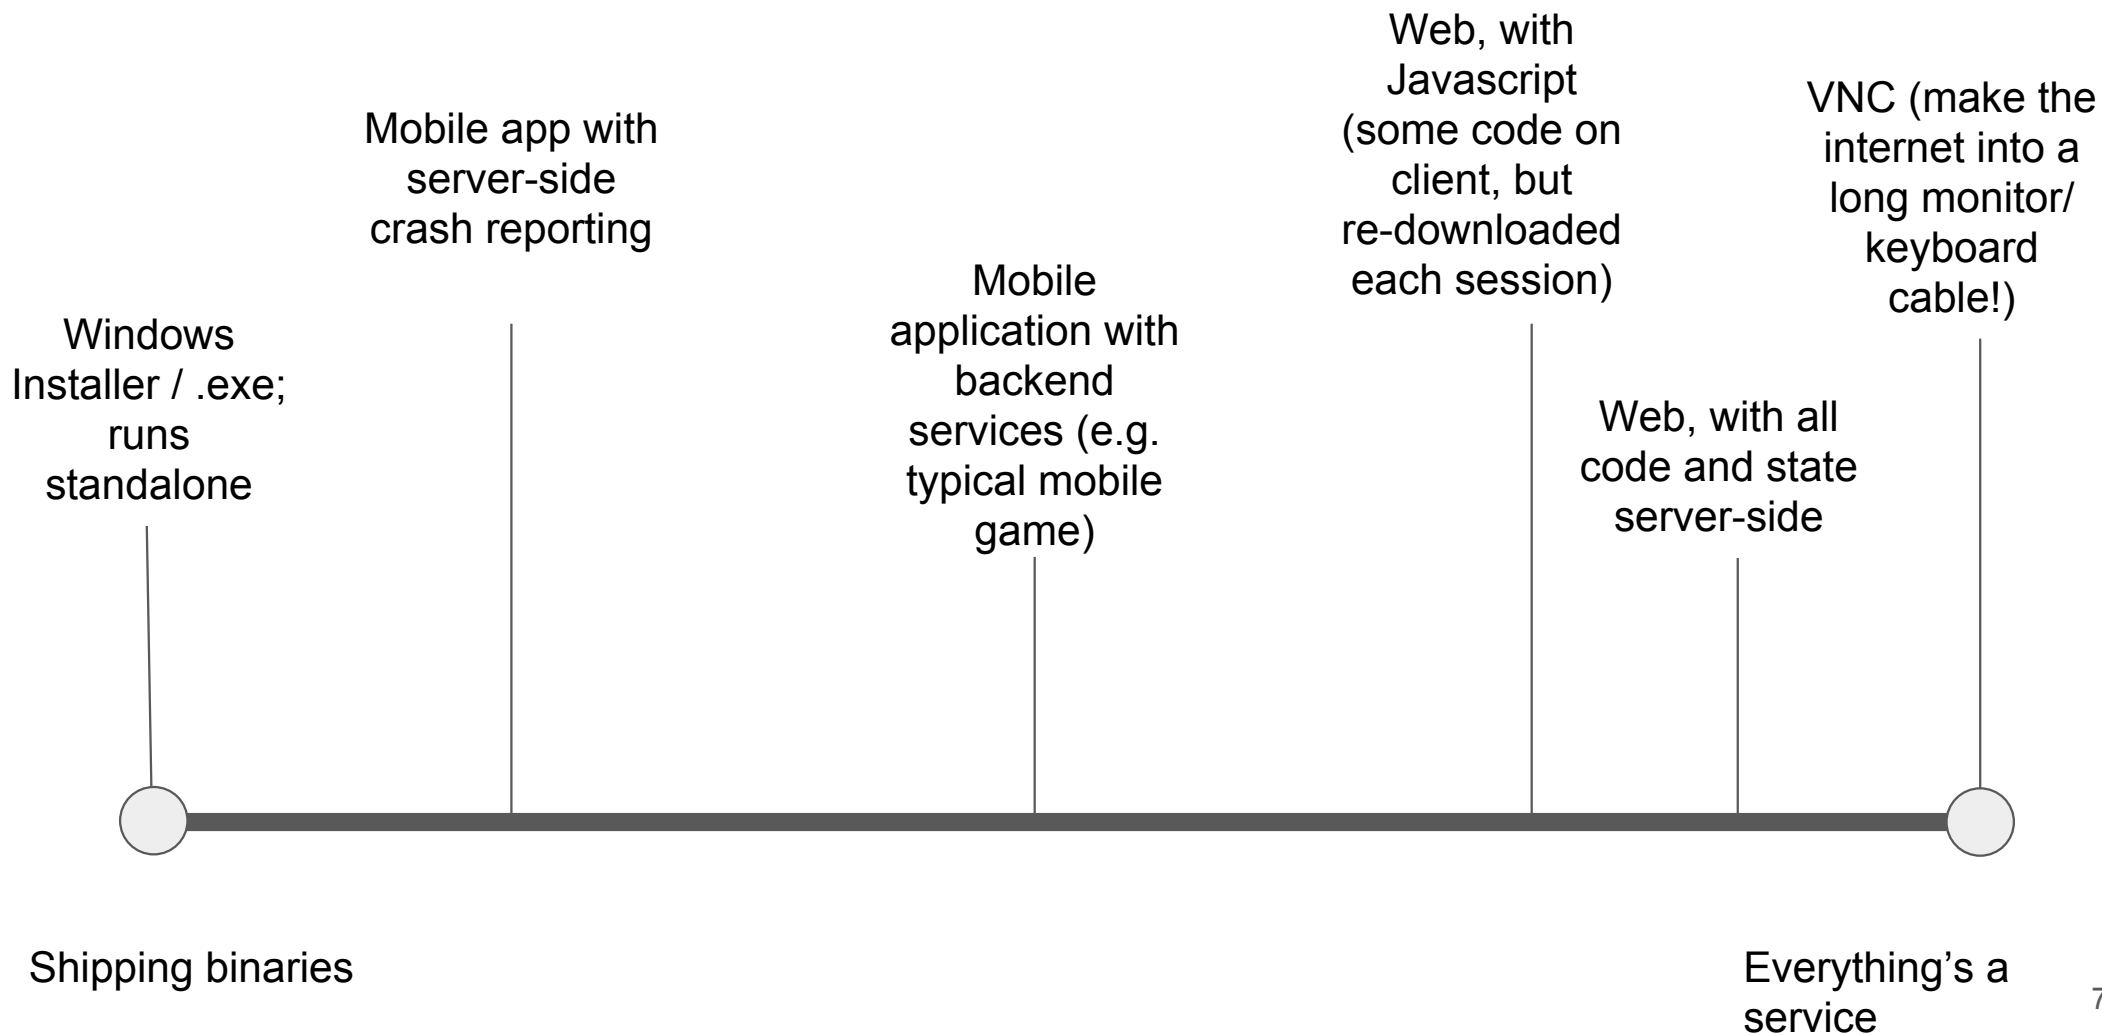 Windows
Installer / .exe;
runs
standalone
Mobile app with
server-side
crash reporting
Mobile
application with
backend
services (e.g.
typical mobile
game)
Web, with
Javascript
(some code on
client, but
re-downloaded
each session)
Web, with all
code and state
server-side
VNC (make the
internet into a
long monitor/
keyboard
cable!)
Shipping binaries
Everything’s a
service
7